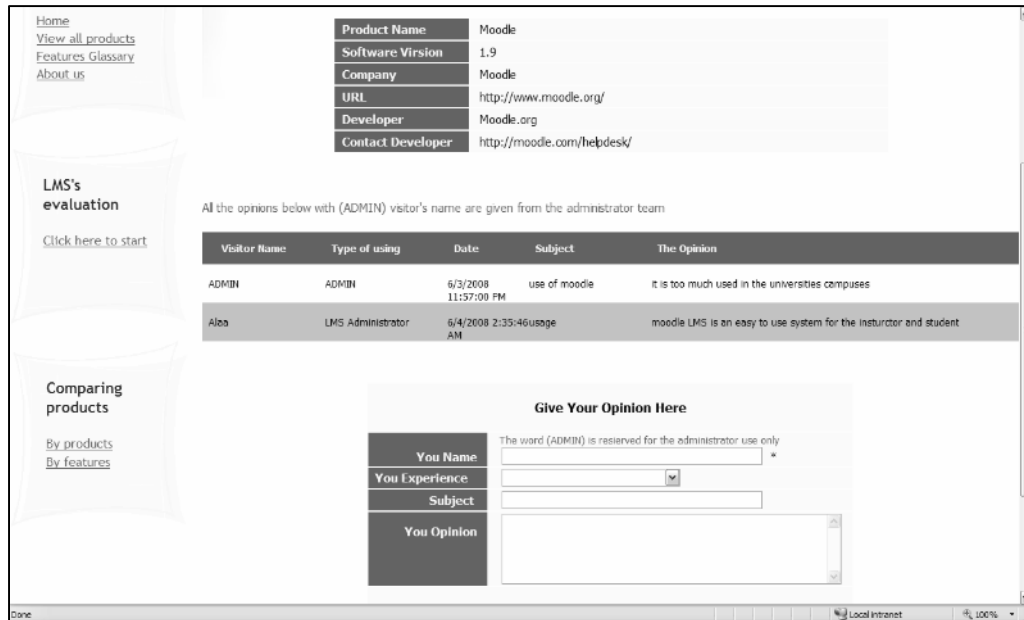 Home
View all products
Features Glassary
About us
Product Name Moodle
Software Virsion 1.9
Company Moodle
URL http://www.moodle.org/
Developer Moodle.org
Contact Developer http://moodle.com/helpdesk/
LMS's
evaluation
Click here to start
All the opinions below with (ADMIN) visitor's name are given from the administrator team
Visitor Name Type of using Date Subject The Opinion
ADMIN ADMIN 6/3/2008 use of moodle it is too much used in the universities campuses
11:57:00 PM
Alaa LMS Administrator 6/4/2008 2:35:46 usage moodle LMS is an easy to use system for the insturctor and student
AM
Comparing
products
By products
By features
Give Your Opinion Here
The word (ADMIN) is resierved for the administrator use only
You Name *
You Experience
Subject
You Opinion
Done Local intranet 100%